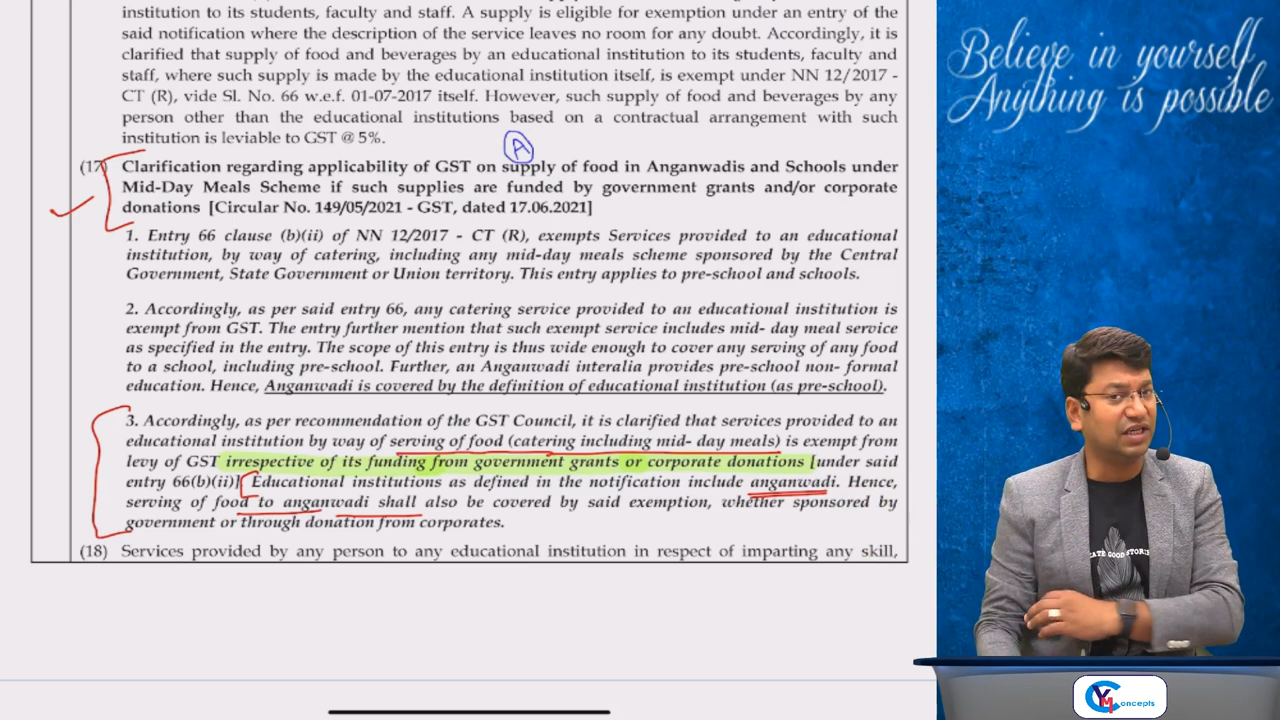 institution to its students, faculty and staff. A supply is eligible for exemption under an entry of the
said notification where the description of the service leaves no room for any doubt. Accordingly, it is
clarified that supply of food and beverages by an educational institution to its students, faculty and
staff, where such supply is made by the educational institution itself, is exempt under NN 12/2017 -
CT (R), vide Sl. No. 66 w.e.f. 01-07-2017 itself. However, such supply of food and beverages by any
person other than the educational institutions based on a contractual arrangement with such
institution is leviable to GST @ 5%.
A
(17) Clarification regarding applicability of GST on supply of food in Anganwadis and Schools under
Mid-Day Meals Scheme if such supplies are funded by government grants and/or corporate
donations [Circular No. 149/05/2021 - GST, dated 17.06.2021]
1. Entry 66 clause (b)(ii) of NN 12/2017 - CT (R), exempts Services provided to an educational
institution, by way of catering, including any mid-day meals scheme sponsored by the Central
Government, State Government or Union territory. This entry applies to pre-school and schools.
2. Accordingly, as per said entry 66, any catering service provided to an educational institution is
exempt from GST. The entry further mention that such exempt service includes mid- day meal service
as specified in the entry. The scope of this entry is thus wide enough to cover any serving of any food
to a school, including pre-school. Further, an Anganwadi interalia provides pre-school non- formal
education. Hence, Anganwadi is covered by the definition of educational institution (as pre-school).
3. Accordingly, as per recommendation of the GST Council, it is clarified that services provided to an
educational institution by way of serving of food (catering including mid- day meals) is exempt from
levy of GST irrespective of its funding from government grants or corporate donations [under said
entry 66(b)(ii)] Educational institutions as defined in the notification include anganwadi. Hence,
serving of food to anganwadi shall also be covered by said exemption, whether sponsored by
government or through donation from corporates.
(18) Services provided by any person to any educational institution in respect of imparting any skill,
Believe in yourself
Anything is possible
GOOD STORIES
YM
Concepts